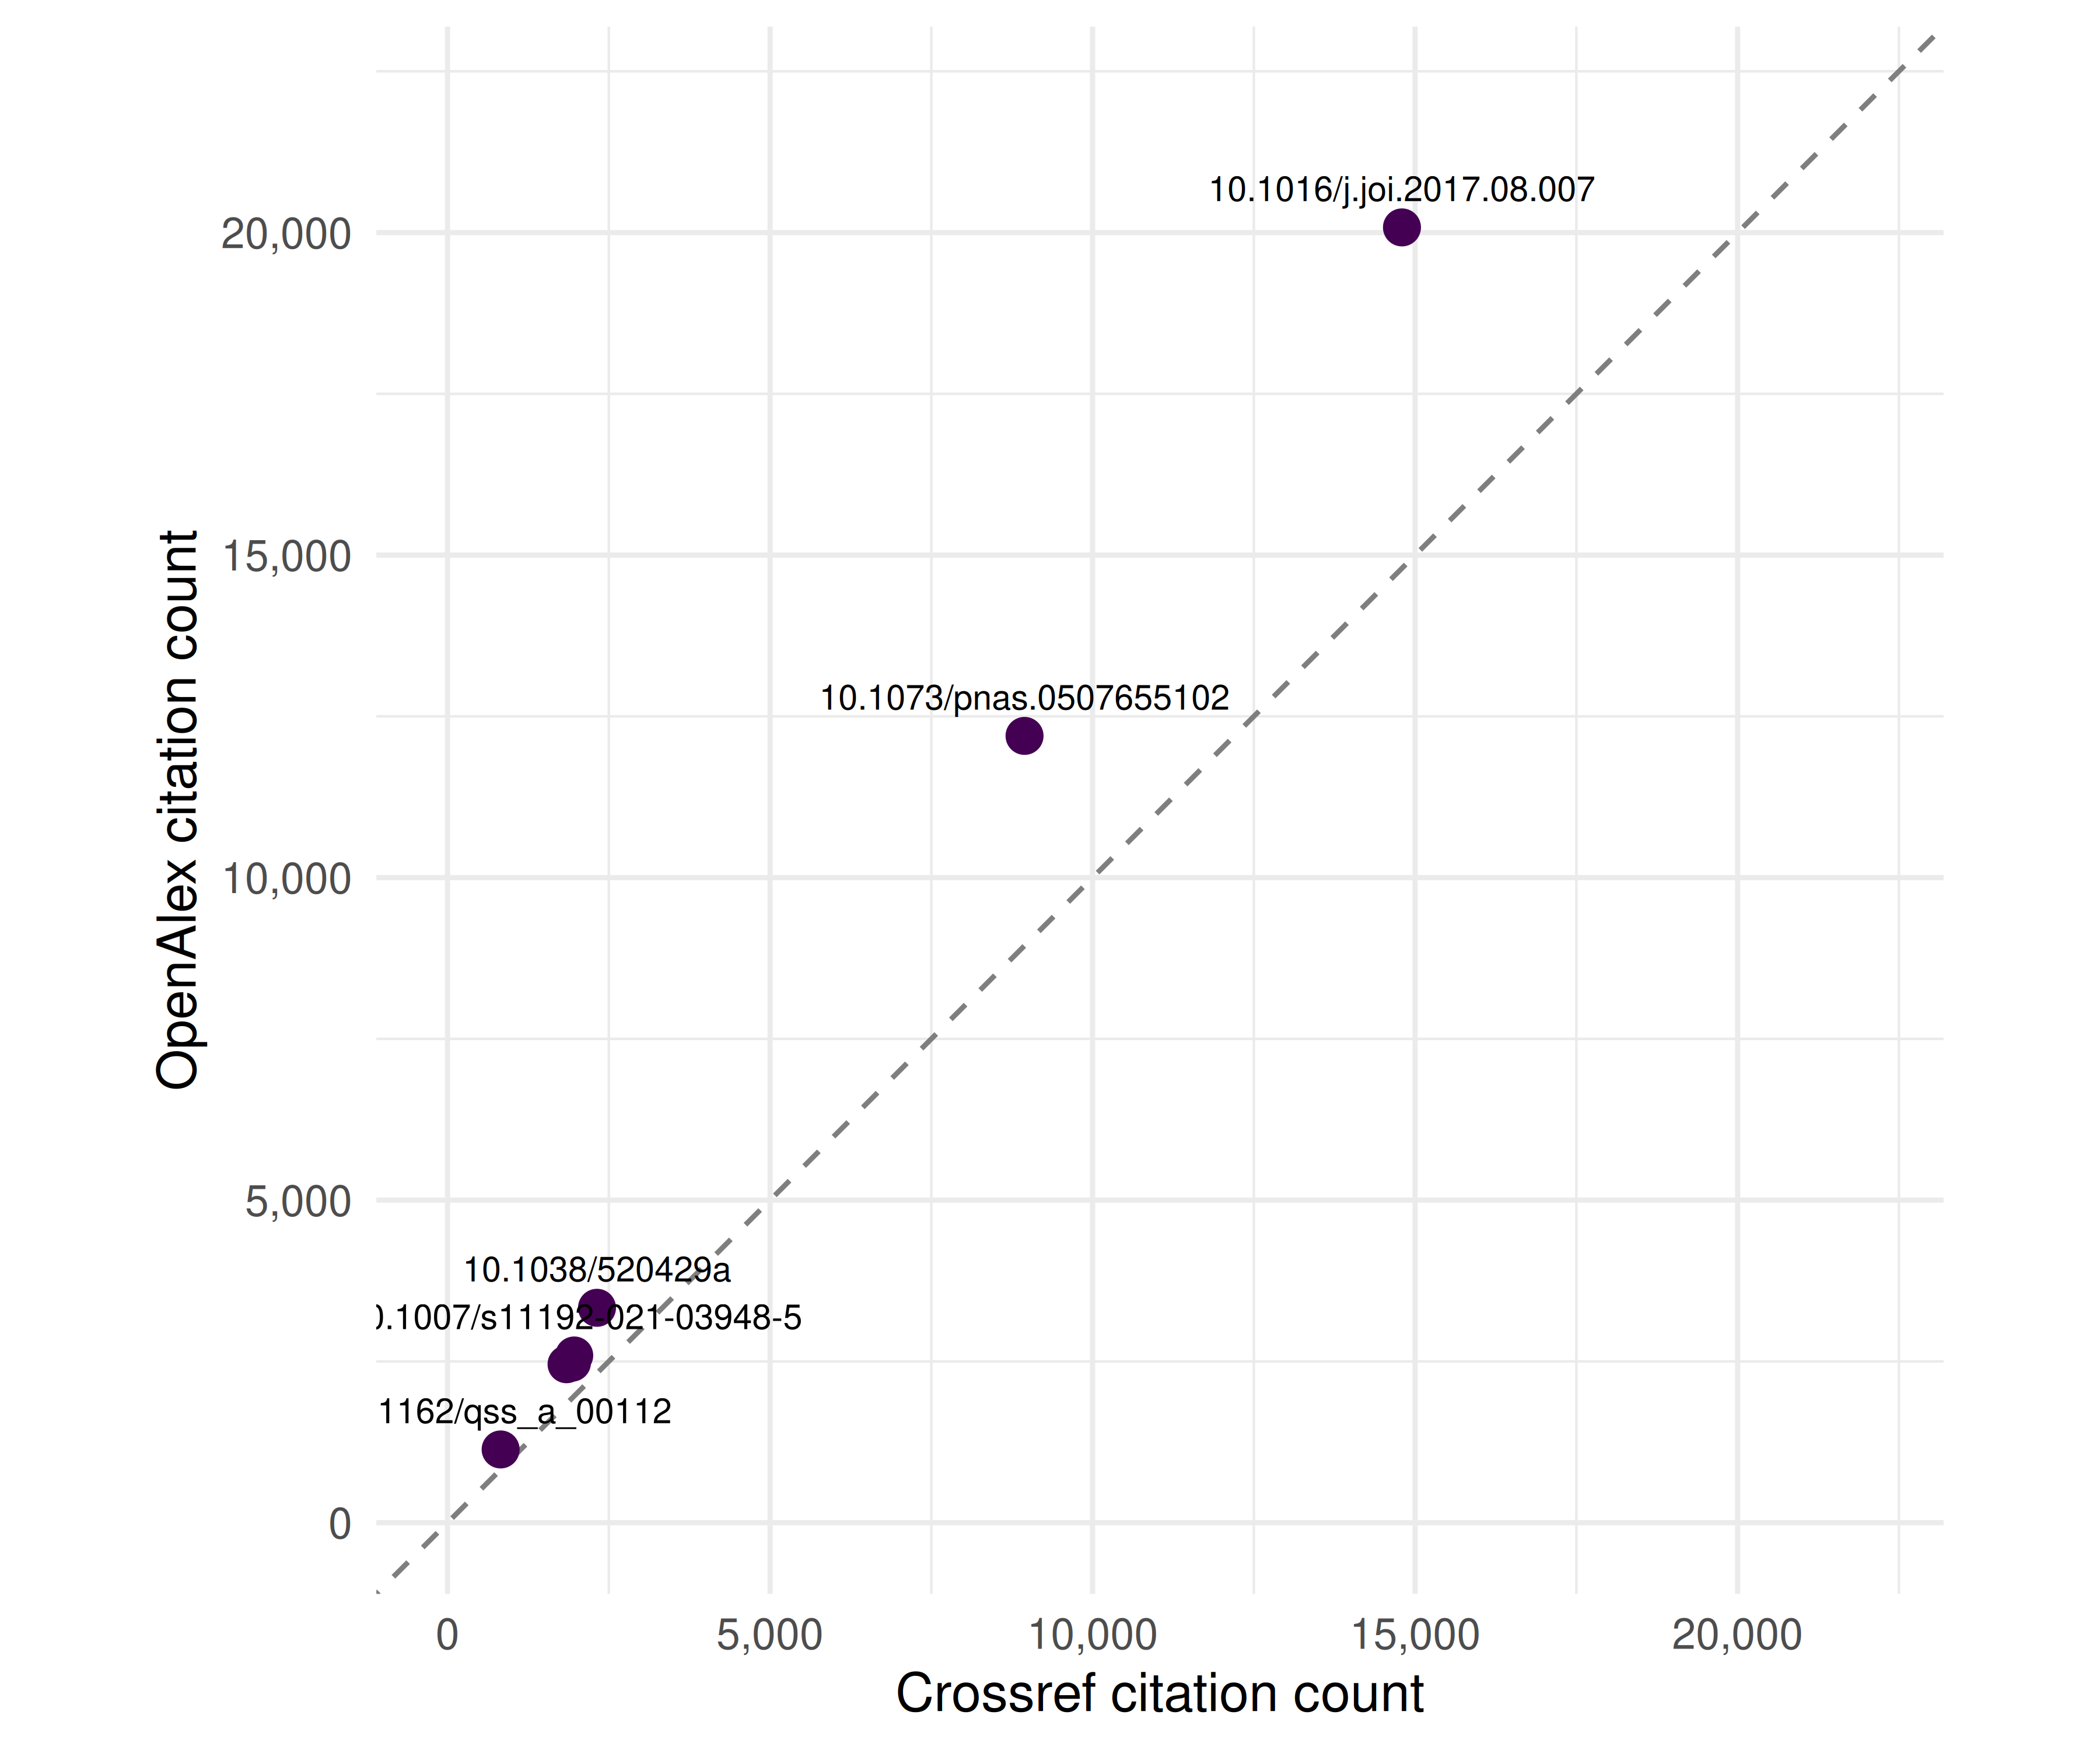 10.1016/j.joi.2017.08.007
20,000
15,000
10.1073/pnas.0507655102
10,000
5,000
10.1038/520429a
0.1007/s11192-021-03948-5
1162/qss_a_00112
0
0 5,000 10,000 15,000 20,000
Crossref citation count
OpenAlex citation count